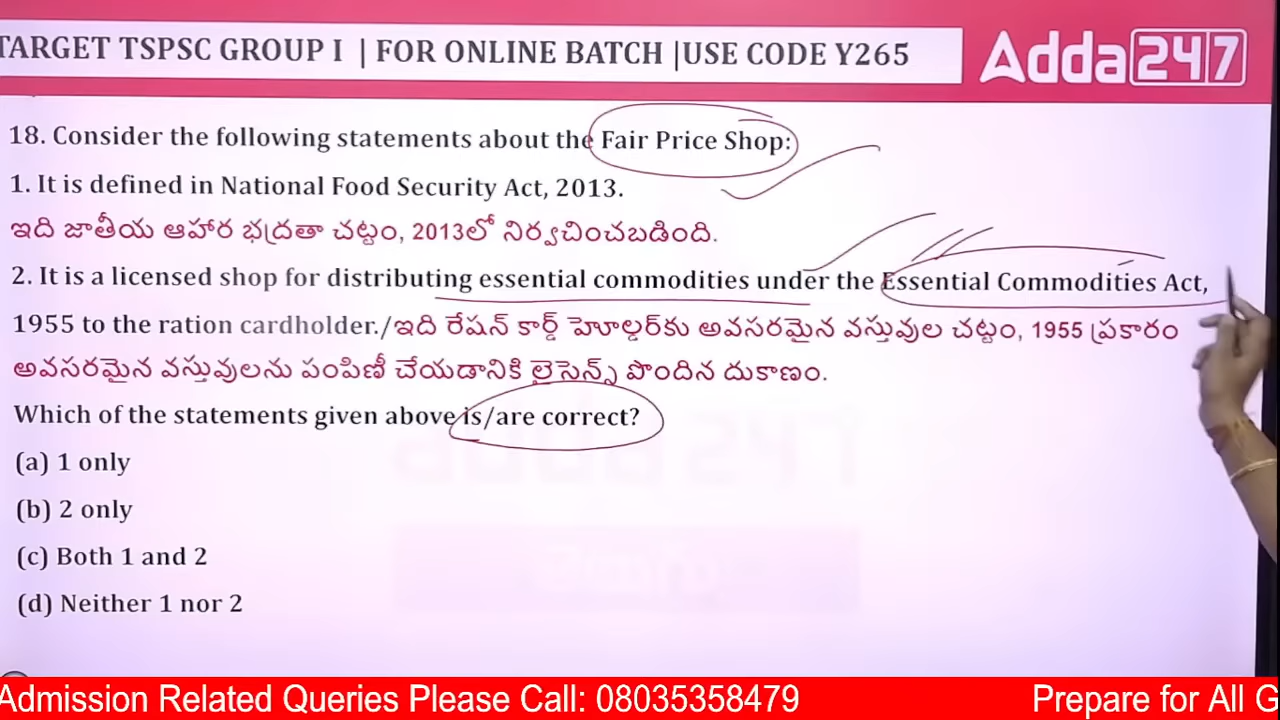 TARGET TSPSC GROUP I | FOR ONLINE BATCH |USE CODE Y265
Adda247
18. Consider the following statements about the Fair Price Shop:
1. It is defined in National Food Security Act, 2013.
ఇది జాతీయ ఆహార భద్రతా చట్టం, 2013లో నిర్వచించబడింది.
2. It is a licensed shop for distributing essential commodities under the Essential Commodities Act,
1955 to the ration cardholder./ఇది రేషన్ కార్డ్ హెూల్డర్‌కు అవసరమైన వస్తువుల చట్టం, 1955 ప్రకారం
అవసరమైన వస్తువులను పంపిణీ చేయడానికి లైసెన్స్ పొందిన దుకాణం.
Which of the statements given above is/are correct?
(a) 1 only
(b) 2 only
(c) Both 1 and 2
(d) Neither 1 nor 2
Admission Related Queries Please Call: 08035358479
Prepare for All G